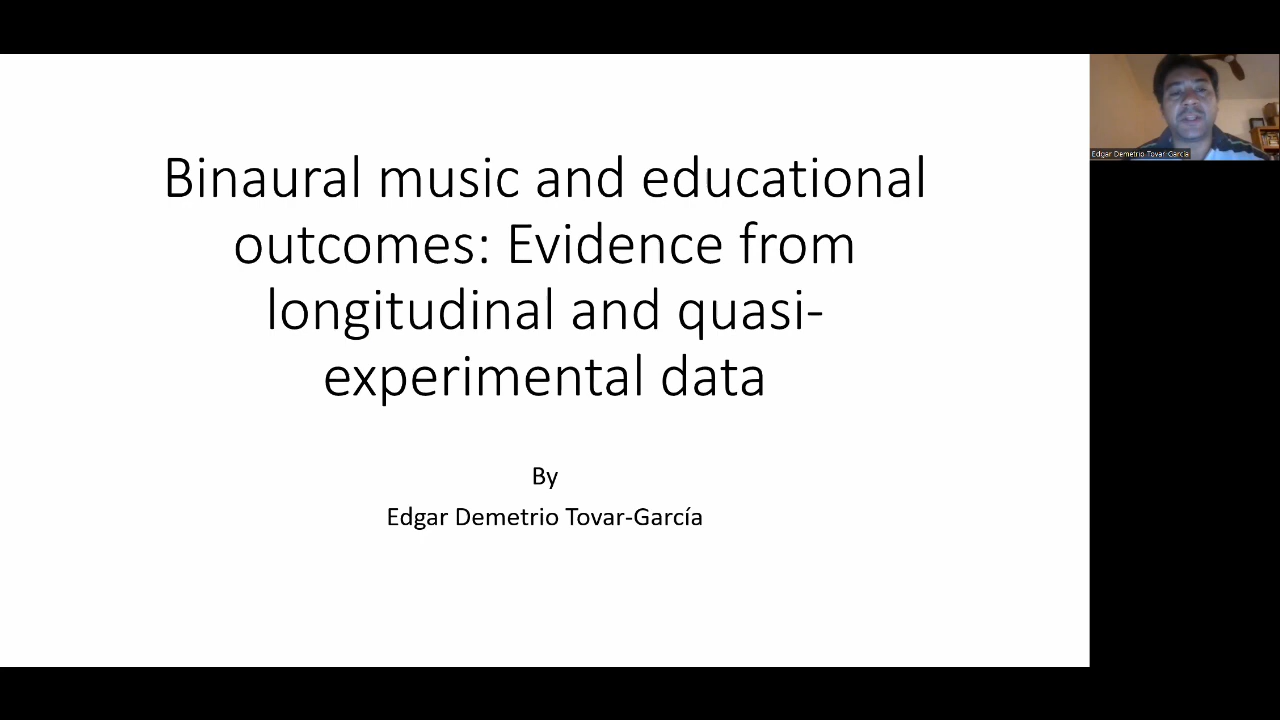 Binaural music and educational
outcomes: Evidence from
longitudinal and quasi-
experimental data
By
Edgar Demetrio Tovar-García
Edgar Demetrio Tovar-García